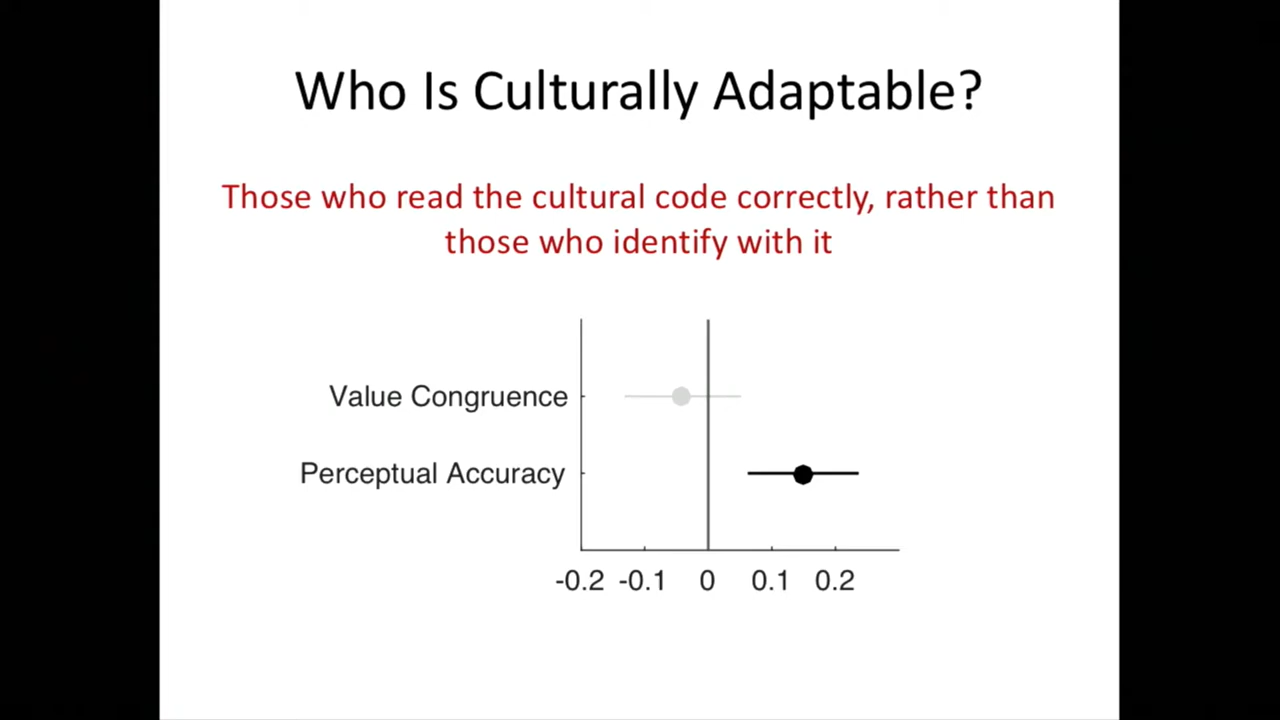 Who Is Culturally Adaptable?
Those who read the cultural code correctly, rather than
those who identify with it
Value Congruence
Perceptual Accuracy
-0.2 -0.1 0 0.1 0.2